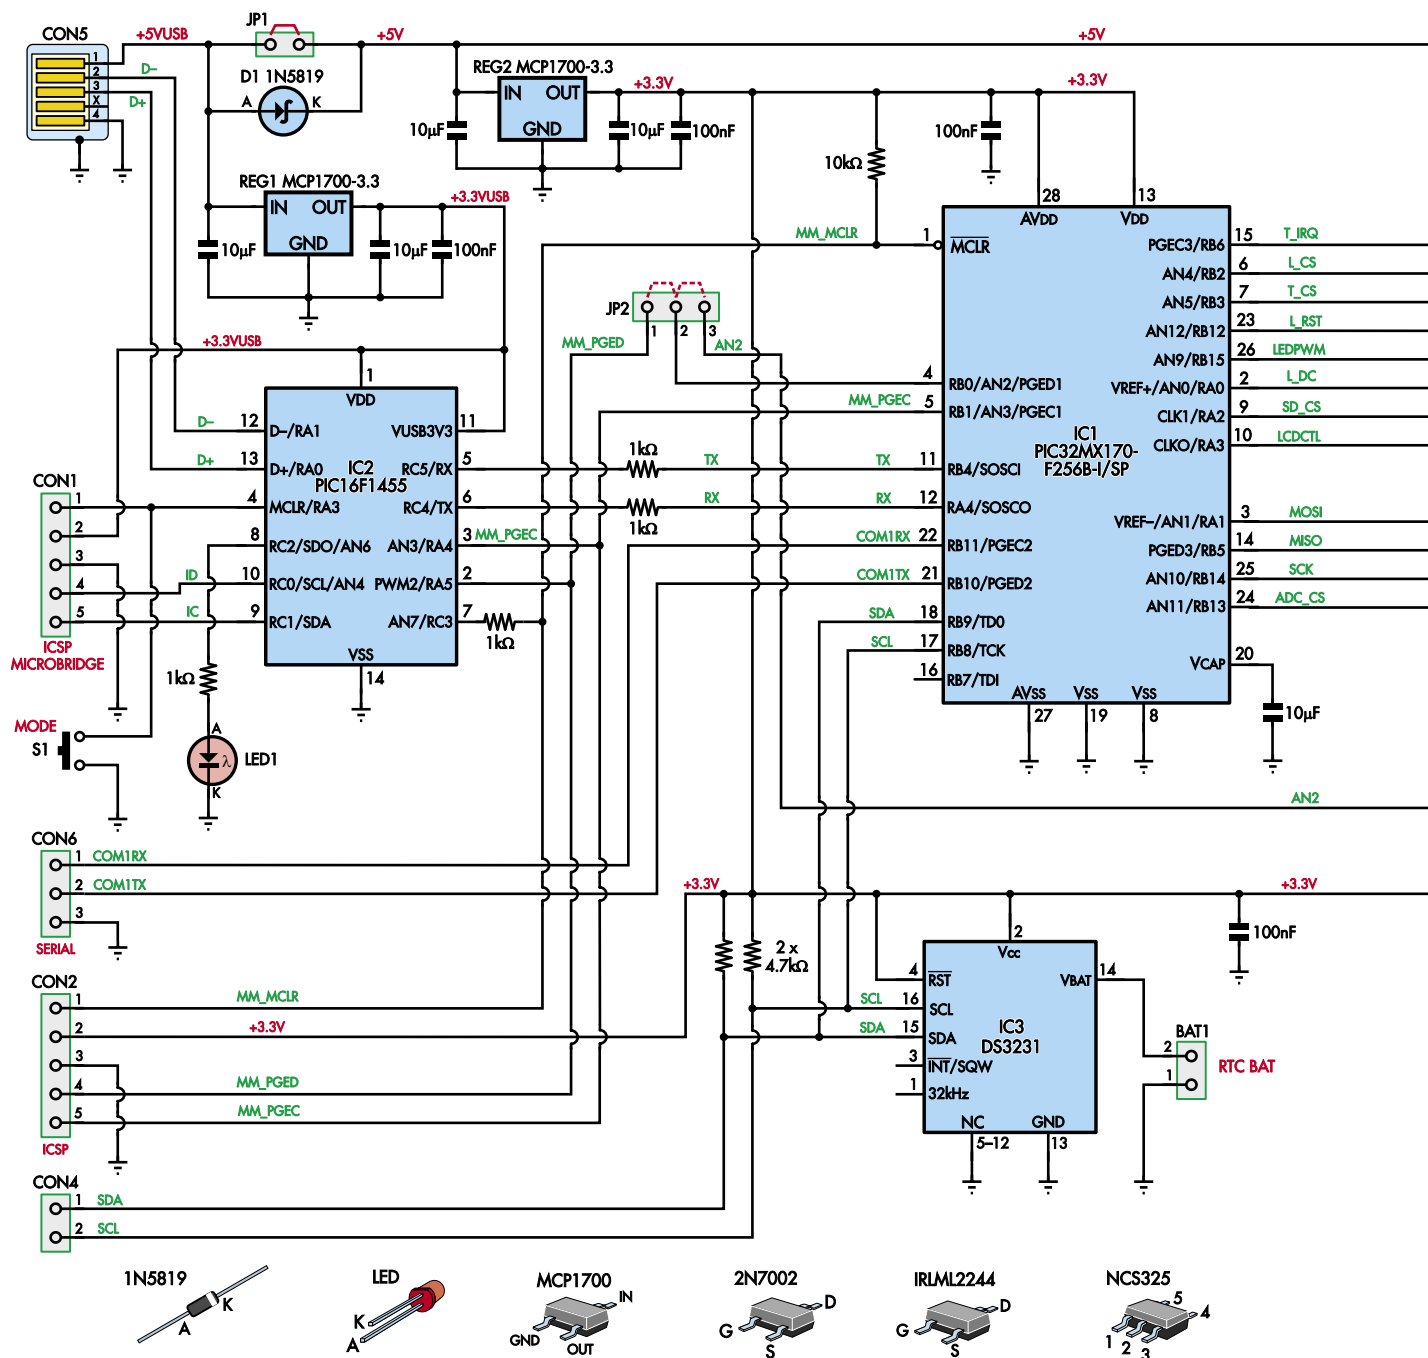 CON5
1
2
3
X
4
+5VUSB
D–
D+
JP1
+5V
+5V
D1 1N5819
A
K
REG2 MCP1700-3.3
IN
OUT
GND
+3.3V
10µF
10µF
100nF
+3.3V
10kΩ
100nF
REG1 MCP1700-3.3
IN
OUT
GND
+3.3VUSB
10µF
10µF
100nF
MM_MCLR
1
MCLR
28
AVDD
13
VDD
PGEC3/RB6
15
T_IRQ
AN4/RB2
6
L_CS
AN5/RB3
7
T_CS
AN12/RB12
23
L_RST
AN9/RB15
26
LEDPWM
VREF+/AN0/RA0
2
L_DC
CLK1/RA2
9
SD_CS
CLKO/RA3
10
LCDCTL
VREF–/AN1/RA1
3
MOSI
PGED3/RB5
14
MISO
AN10/RB14
25
SCK
AN11/RB13
24
ADC_CS
VCAP
20
10µF
IC1
PIC32MX170-
F256B-I/SP
JP2
1
2
3
MM_PGED
AN2
4
RB0/AN2/PGED1
MM_PGEC
5
RB1/AN3/PGEC1
1kΩ
TX
TX
11
RB4/SOSCI
1kΩ
RX
RX
12
RA4/SOSCO
COM1RX
22
RB11/PGEC2
COM1TX
21
RB10/PGED2
SDA
18
RB9/TD0
SCL
17
RB8/TCK
16
RB7/TDI
AVSS
27
VSS
19
VSS
8
+3.3VUSB
1
VDD
D–
12
D–/RA1
VUSB3V3
11
D+
13
D+/RA0
RC5/RX
5
IC2
PIC16F1455
4
MCLR/RA3
RC4/TX
6
8
RC2/SDO/AN6
AN3/RA4
3
MM_PGEC
ID
10
RC0/SCL/AN4
PWM2/RA5
2
IC
9
RC1/SDA
AN7/RC3
7
1kΩ
VSS
14
CON1
1
2
3
4
5
ICSP
MICROBRIDGE
1kΩ
MODE
S1
A
λ
K
LED1
AN2
CON6
1
COM1RX
2
COM1TX
3
SERIAL
+3.3V
+3.3V
2 x
4.7kΩ
100nF
2
Vcc
4
RST
SCL
16
SCL
SDA
15
SDA
3
INT/SQW
1
32kHz
IC3
DS3231
VBAT
14
NC
5–12
GND
13
BAT1
2
1
RTC BAT
CON2
1
MM_MCLR
2
+3.3V
3
4
MM_PGED
5
MM_PGEC
ICSP
CON4
1
SDA
2
SCL
1N5819
K
A
LED
K
A
MCP1700
IN
GND
OUT
2N7002
D
G
S
IRLML2244
D
G
S
NCS325
5
4
1
2
3